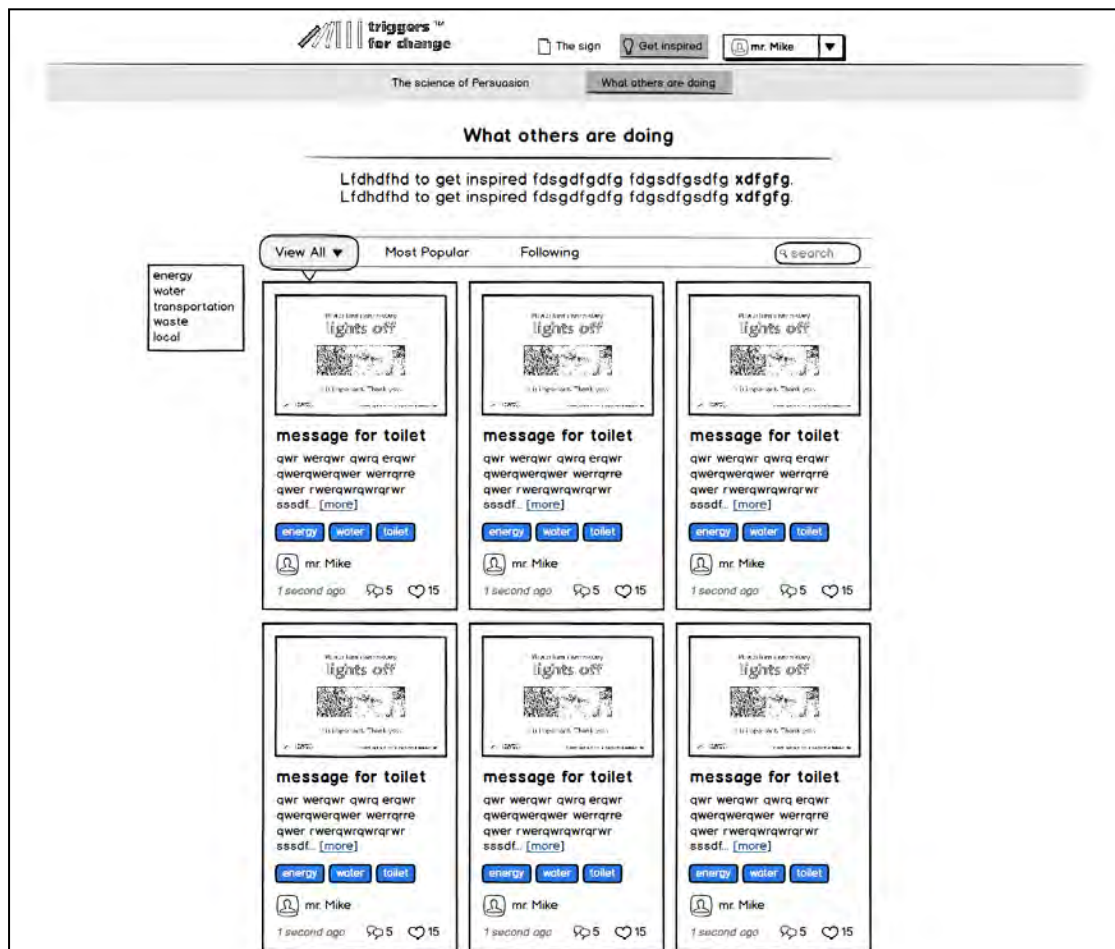 triggers ™
for change
The sign
Get inspired
mr. Mike
The science of Persuasion
What others are doing
What others are doing
Lfdhdfhd to get inspired fdsgdfgdfg fdgsdfgsdfg xdfgfg.
Lfdhdfhd to get inspired fdsgdfgdfg fdgsdfgsdfg xdfgfg.
View All
Most Popular
Following
search
energy
water
transportation
waste
local
lights off
message for toilet
qwr werqwr qwrq erqwr
qwerqwerqwer werrqrre
qwer rwerqwrqwrqrwr
sssdf... [more]
energy water toilet
mr. Mike
1 second ago 5 15
lights off
message for toilet
qwr werqwr qwrq erqwr
qwerqwerqwer werrqrre
qwer rwerqwrqwrqrwr
sssdf... [more]
energy water toilet
mr. Mike
1 second ago 5 15
lights off
message for toilet
qwr werqwr qwrq erqwr
qwerqwerqwer werrqrre
qwer rwerqwrqwrqrwr
sssdf... [more]
energy water toilet
mr. Mike
1 second ago 5 15
lights off
message for toilet
qwr werqwr qwrq erqwr
qwerqwerqwer werrqrre
qwer rwerqwrqwrqrwr
sssdf... [more]
energy water toilet
mr. Mike
1 second ago 5 15
lights off
message for toilet
qwr werqwr qwrq erqwr
qwerqwerqwer werrqrre
qwer rwerqwrqwrqrwr
sssdf... [more]
energy water toilet
mr. Mike
1 second ago 5 15
lights off
message for toilet
qwr werqwr qwrq erqwr
qwerqwerqwer werrqrre
qwer rwerqwrqwrqrwr
sssdf... [more]
energy water toilet
mr. Mike
1 second ago 5 15